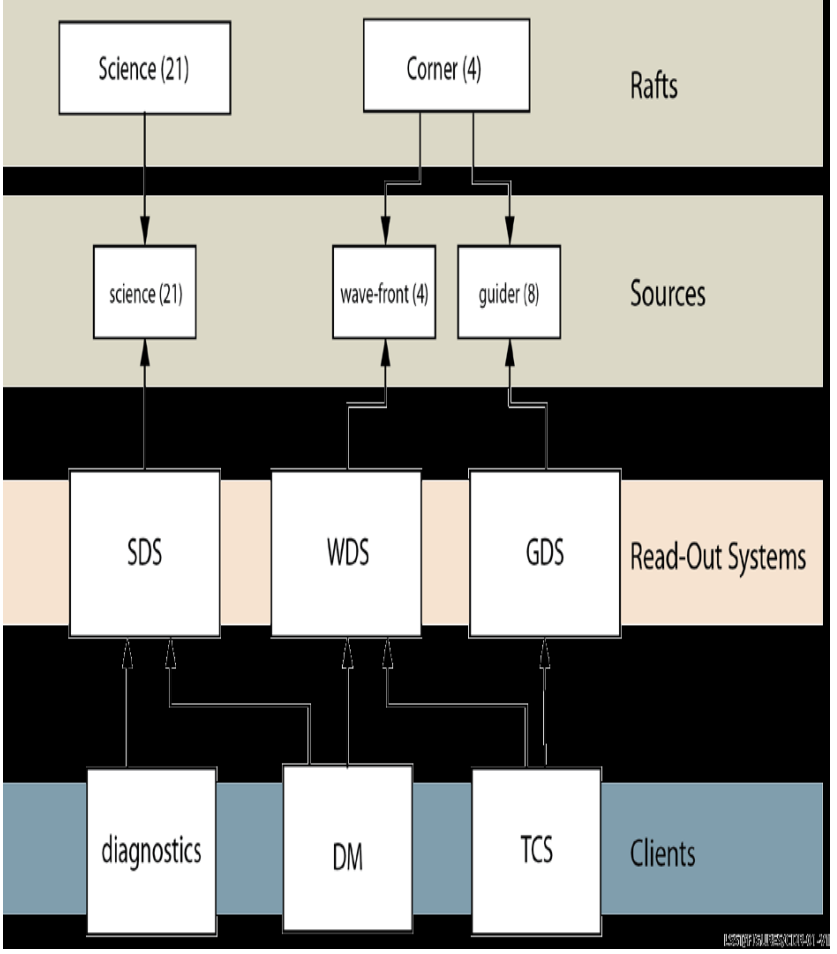 Science (21)
Corner (4)
Rafts
science (21)
wave-front (4)
guider (8)
Sources
SDS
WDS
GDS
Read-Out Systems
diagnostics
DM
TCS
Clients